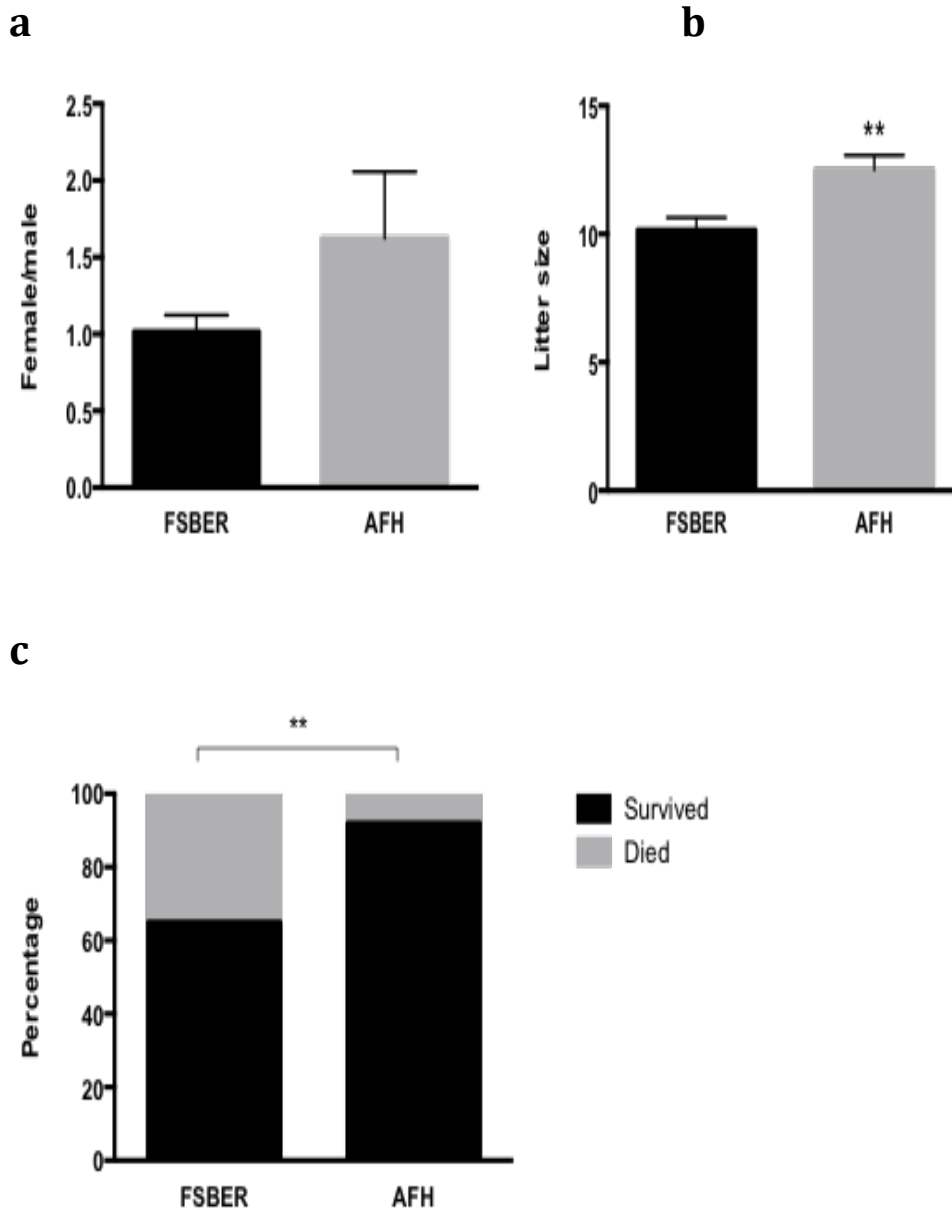 a
b
2.5
2.0
1.5
1.0
0.5
0.0
Female/male
FSBER
AFH
15
10
5
0
Litter size
**
FSBER
AFH
c
**
100
80
60
40
20
0
Percentage
FSBER
AFH
Survived
Died